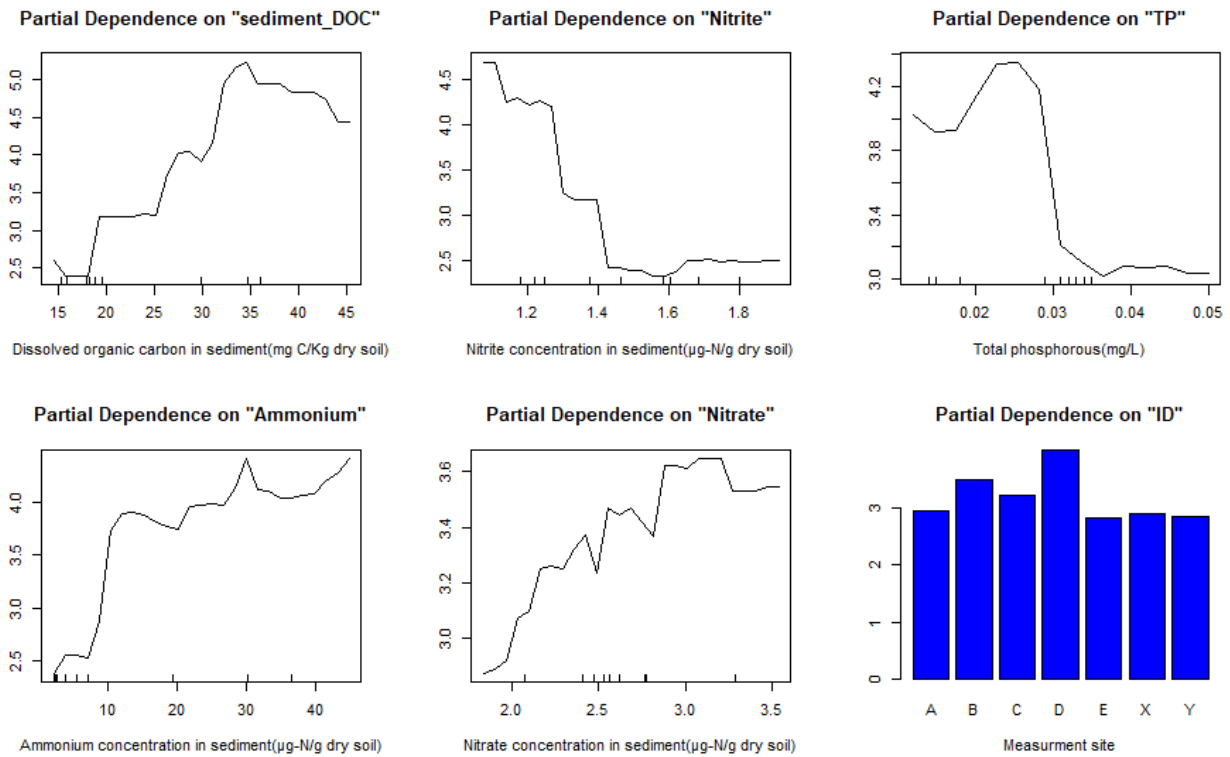 Partial Dependence on "sediment_DOC"
2.5 3.0 3.5 4.0 4.5 5.0
15 20 25 30 35 40 45
Dissolved organic carbon in sediment(mg C/Kg dry soil)
Partial Dependence on "Nitrite"
2.5 3.0 3.5 4.0 4.5
1.2 1.4 1.6 1.8
Nitrite concentration in sediment(µg-N/g dry soil)
Partial Dependence on "TP"
3.0 3.4 3.8 4.2
0.02 0.03 0.04 0.05
Total phosphorous(mg/L)
Partial Dependence on "Ammonium"
2.5 3.0 3.5 4.0
10 20 30 40
Ammonium concentration in sediment(µg-N/g dry soil)
Partial Dependence on "Nitrate"
3.0 3.2 3.4 3.6
2.0 2.5 3.0 3.5
Nitrate concentration in sediment(µg-N/g dry soil)
Partial Dependence on "ID"
0 1 2 3
A B C D E X Y
Measurment site